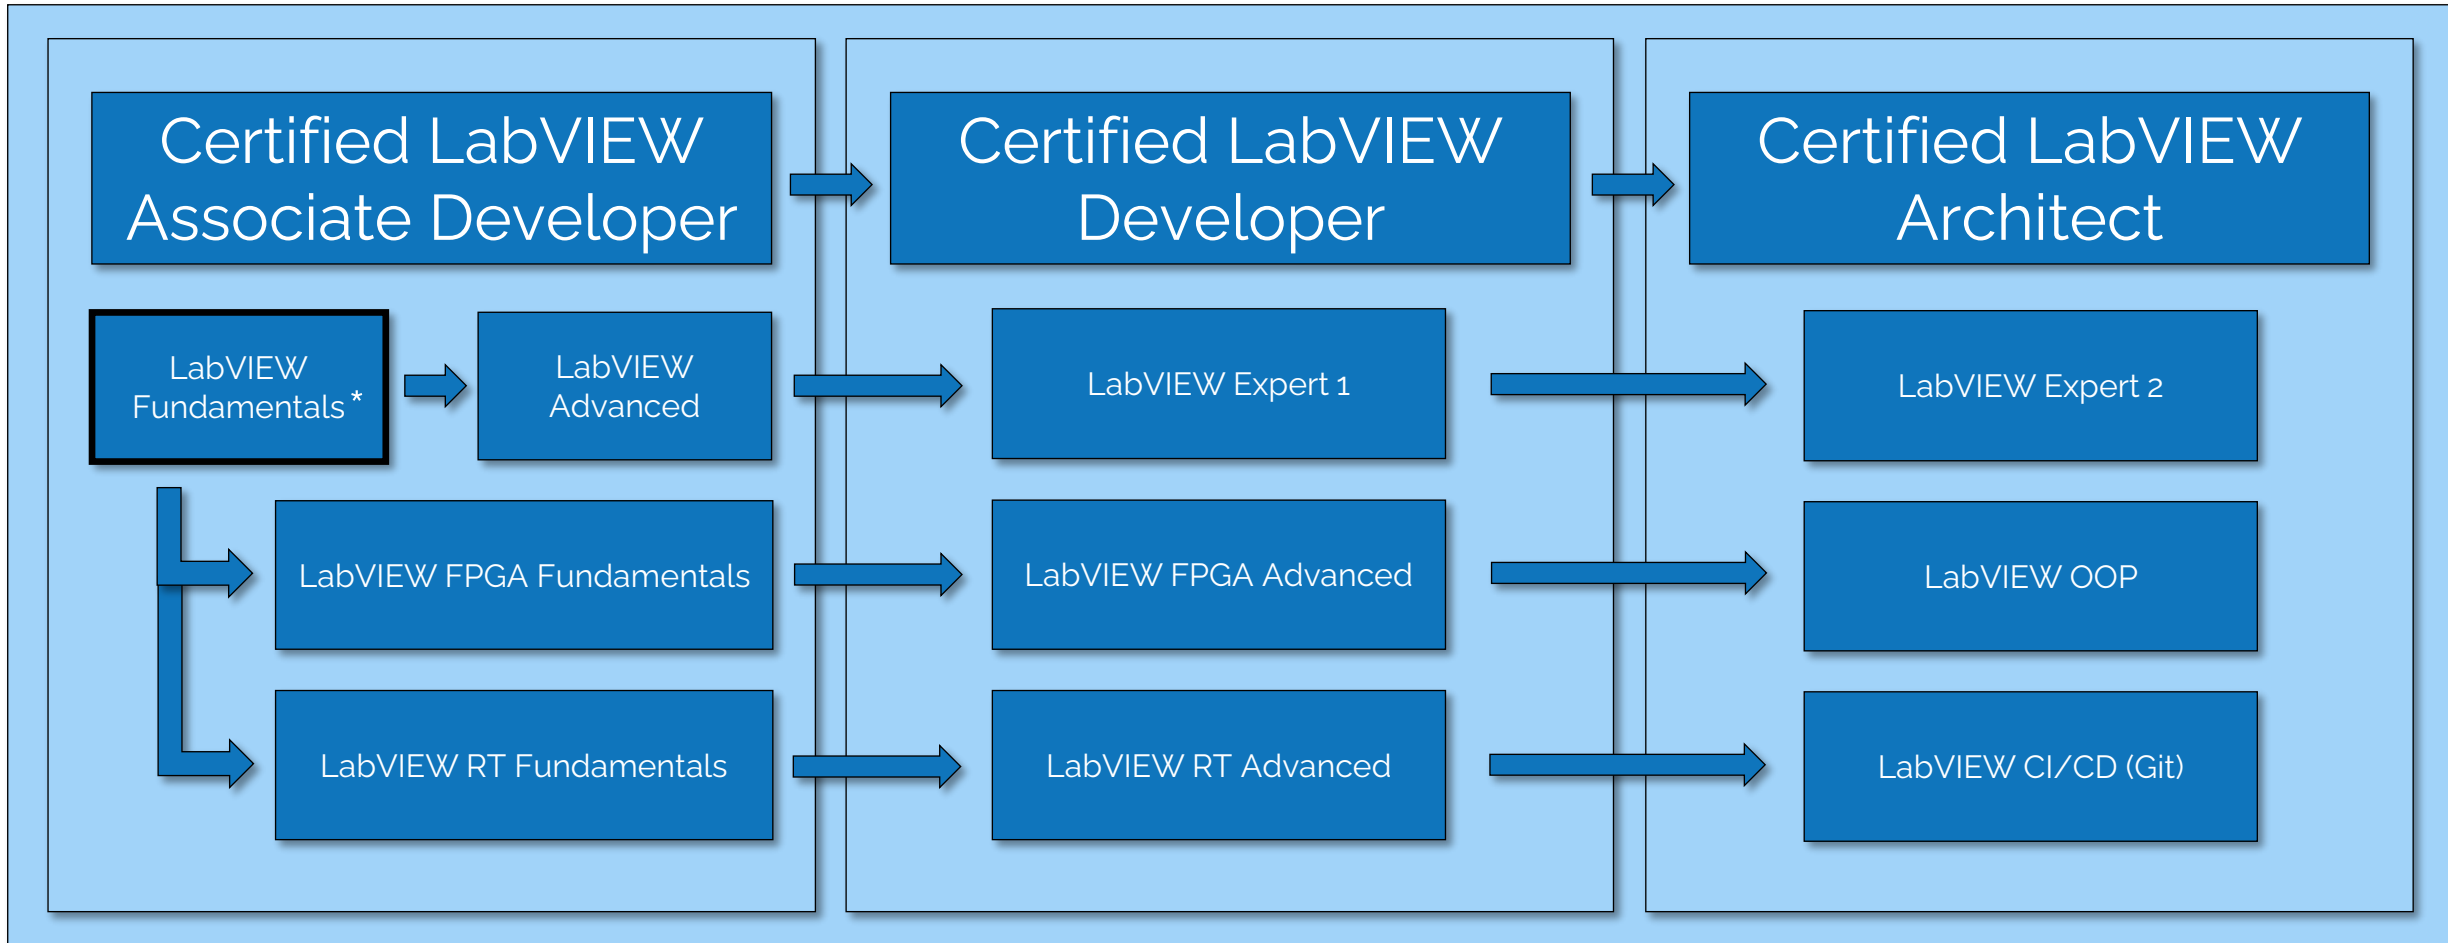 Certified LabVIEW
Associate Developer
Certified LabVIEW
Developer
Certified LabVIEW
Architect
LabVIEW
Fundamentals*
LabVIEW
Advanced
LabVIEW Expert 1
LabVIEW Expert 2
LabVIEW FPGA Fundamentals
LabVIEW FPGA Advanced
LabVIEW OOP
LabVIEW RT Fundamentals
LabVIEW RT Advanced
LabVIEW CI/CD (Git)